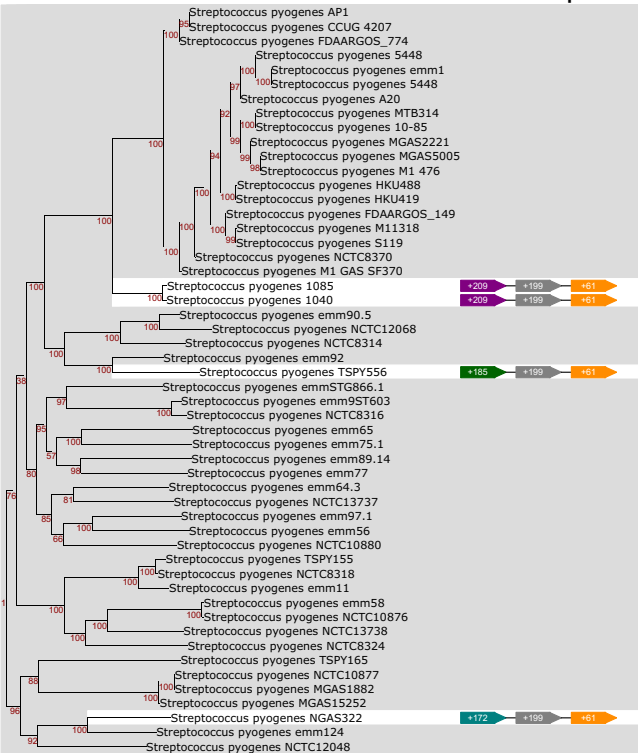 Streptococcus pyogenes AP1
Streptococcus pyogenes CCUG 4207
95
100
Streptococcus pyogenes FDAARGOS_774
Streptococcus pyogenes 5448
100
Streptococcus pyogenes emm1
97
100
Streptococcus pyogenes 5448
Streptococcus pyogenes A20
92
Streptococcus pyogenes MTB314
100
Streptococcus pyogenes 10-85
99
100
Streptococcus pyogenes MGAS2221
94
99
Streptococcus pyogenes MGAS5005
98
Streptococcus pyogenes M1 476
Streptococcus pyogenes HKU488
100
100
Streptococcus pyogenes HKU419
Streptococcus pyogenes FDAARGOS_149
100
100
100
Streptococcus pyogenes M11318
99
Streptococcus pyogenes S119
100
Streptococcus pyogenes NCTC8370
Streptococcus pyogenes M1 GAS SF370
100
Streptococcus pyogenes 1085 +209 +199 +61
100
Streptococcus pyogenes 1040 +209 +199 +61
Streptococcus pyogenes emm90.5
100
Streptococcus pyogenes NCTC12068
100
Streptococcus pyogenes NCTC8314
Streptococcus pyogenes emm92
100
100
Streptococcus pyogenes TSPY556 +185 +199 +61
38
Streptococcus pyogenes emmSTG866.1
97
Streptococcus pyogenes emm9ST603
100
Streptococcus pyogenes NCTC8316
95
Streptococcus pyogenes emm65
100
Streptococcus pyogenes emm75.1
57
Streptococcus pyogenes emm89.14
98
80
Streptococcus pyogenes emm77
Streptococcus pyogenes emm64.3
76
81
Streptococcus pyogenes NCTC13737
85
Streptococcus pyogenes emm97.1
100
Streptococcus pyogenes emm56
66
Streptococcus pyogenes NCTC10880
Streptococcus pyogenes TSPY155
100
Streptococcus pyogenes NCTC8318
100
Streptococcus pyogenes emm11
1
100
Streptococcus pyogenes emm58
100
Streptococcus pyogenes NCTC10876
100
Streptococcus pyogenes NCTC13738
100
Streptococcus pyogenes NCTC8324
Streptococcus pyogenes TSPY165
88
Streptococcus pyogenes NCTC10877
100
Streptococcus pyogenes MGAS1882
100
Streptococcus pyogenes MGAS15252
96
Streptococcus pyogenes NGAS322 +172 +199 +61
100
Streptococcus pyogenes emm124
92
Streptococcus pyogenes NCTC12048